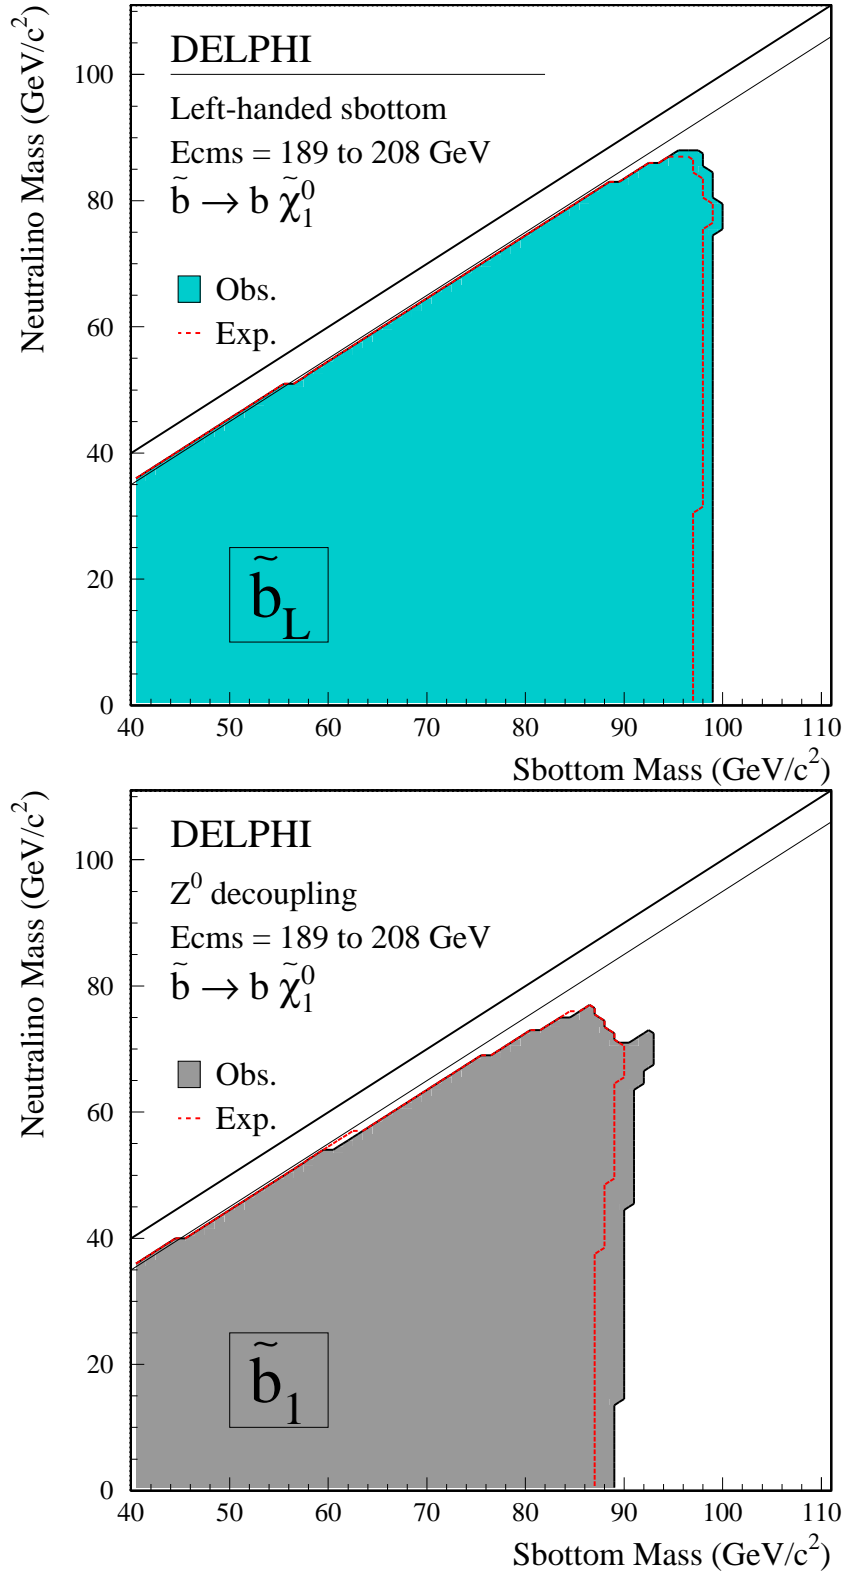 DELPHI
Left-handed sbottom
Ecms = 189 to 208 GeV
b̃ → b χ̃₁⁰
Obs.
Exp.
b̃_L
Neutralino Mass (GeV/c²)
100
80
60
40
20
0
40 50 60 70 80 90 100 110
Sbottom Mass (GeV/c²)
DELPHI
Z⁰ decoupling
Ecms = 189 to 208 GeV
b̃ → b χ̃₁⁰
Obs.
Exp.
b̃₁
Neutralino Mass (GeV/c²)
100
80
60
40
20
0
40 50 60 70 80 90 100 110
Sbottom Mass (GeV/c²)